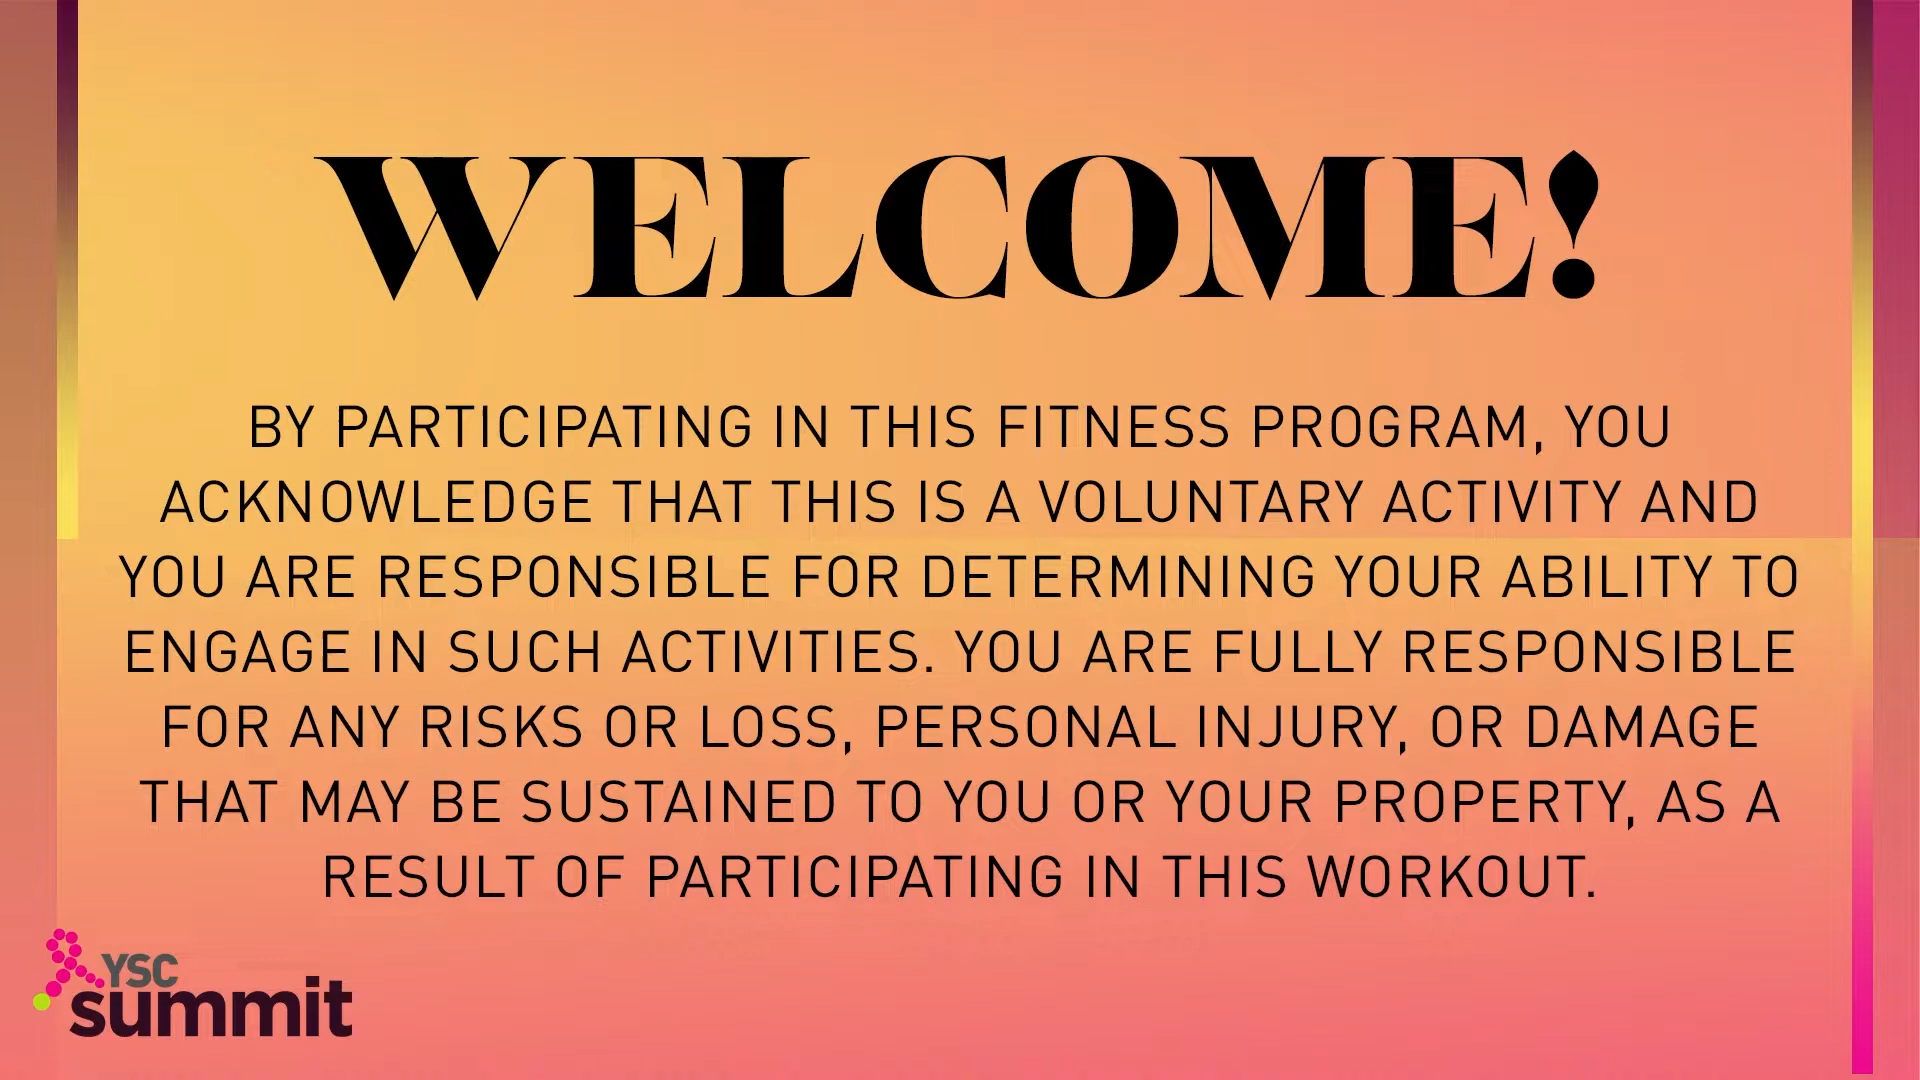 WELCOME!
BY PARTICIPATING IN THIS FITNESS PROGRAM, YOU
ACKNOWLEDGE THAT THIS IS A VOLUNTARY ACTIVITY AND
YOU ARE RESPONSIBLE FOR DETERMINING YOUR ABILITY TO
ENGAGE IN SUCH ACTIVITIES. YOU ARE FULLY RESPONSIBLE
FOR ANY RISKS OR LOSS, PERSONAL INJURY, OR DAMAGE
THAT MAY BE SUSTAINED TO YOU OR YOUR PROPERTY, AS A
RESULT OF PARTICIPATING IN THIS WORKOUT.
YSC
summit